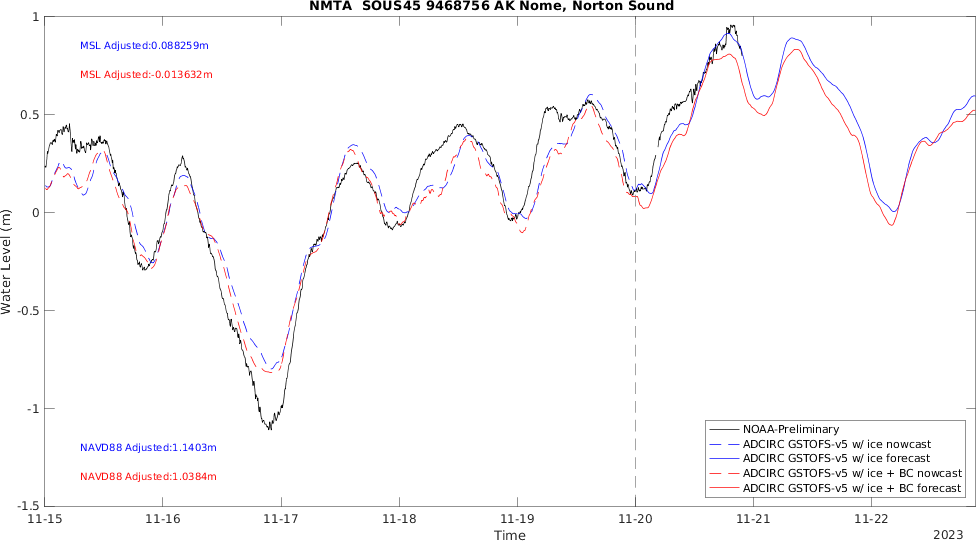 NMTA  SOUS45 9468756 AK Nome, Norton Sound
MSL Adjusted:0.088259m
MSL Adjusted:-0.013632m
NAVD88 Adjusted:1.1403m
NAVD88 Adjusted:1.0384m
Water Level (m)
1
0.5
0
-0.5
-1
-1.5
NOAA-Preliminary
ADCIRC GSTOFS-v5 w/ ice nowcast
ADCIRC GSTOFS-v5 w/ ice forecast
ADCIRC GSTOFS-v5 w/ ice + BC nowcast
ADCIRC GSTOFS-v5 w/ ice + BC forecast
11-15 11-16 11-17 11-18 11-19 11-20 11-21 11-22
Time
2023